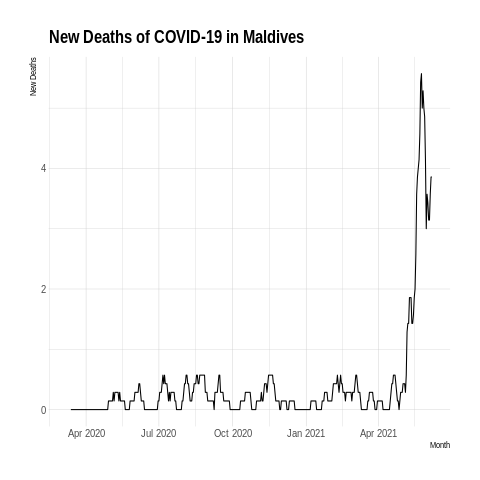 New Deaths of COVID-19 in Maldives
New Deaths
4
2
0
Apr 2020 Jul 2020 Oct 2020 Jan 2021 Apr 2021
Month